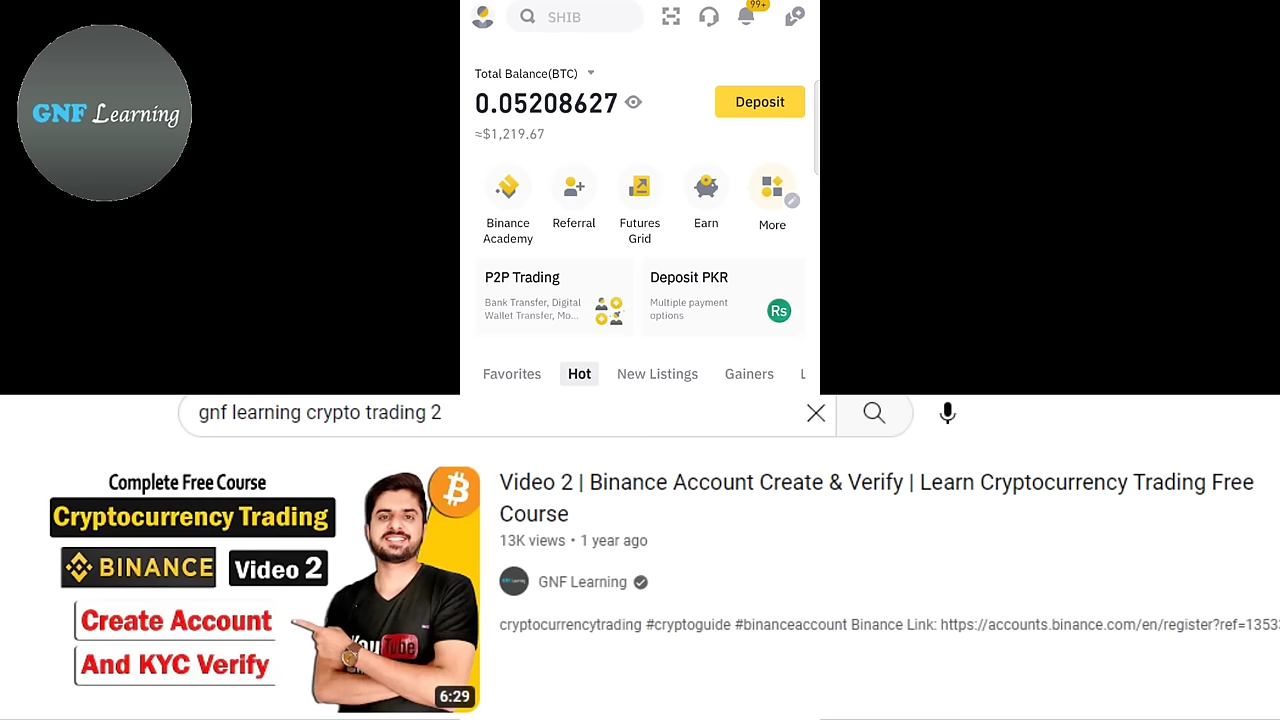 GNF Learning
SHIB
99+
Total Balance(BTC)
0.05208627
Deposit
≈$1,219.67
Binance Academy
Referral
Futures Grid
Earn
More
P2P Trading
Bank Transfer, Digital
Wallet Transfer, Mo...
Deposit PKR
Multiple payment
options
Rs
Favorites Hot New Listings Gainers L
gnf learning crypto trading 2
Complete Free Course
Cryptocurrency Trading
BINANCE Video 2
Create Account
And KYC Verify
YouTube
6:29
Video 2 | Binance Account Create & Verify | Learn Cryptocurrency Trading Free
Course
13K views • 1 year ago
GNF Learning
cryptocurrencytrading #cryptoguide #binanceaccount Binance Link: https://accounts.binance.com/en/register?ref=1353